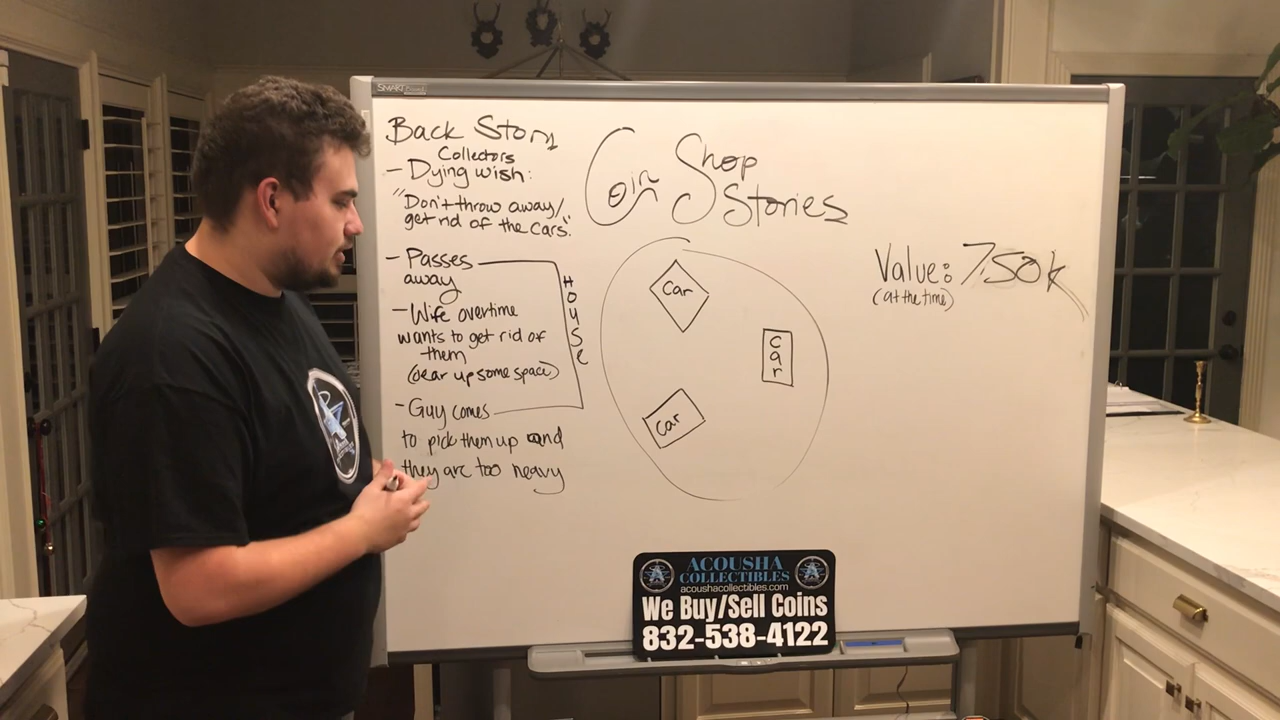 SMART Board
Back Story
Collectors
- Dying wish:
"Don't throw away/
get rid of the cars".
- Passes
away
- Wife overtime
wants to get rid of
them
(clear up some space)
- Guy comes
to pick them up and
they are too heavy
House
Coin Shop
Stories
Car
Car
Car
Value: 7.50k
(at the time)
ACOUSHA
COLLECTIBLES
acoushacollectibles.com
We Buy/Sell Coins
832-538-4122